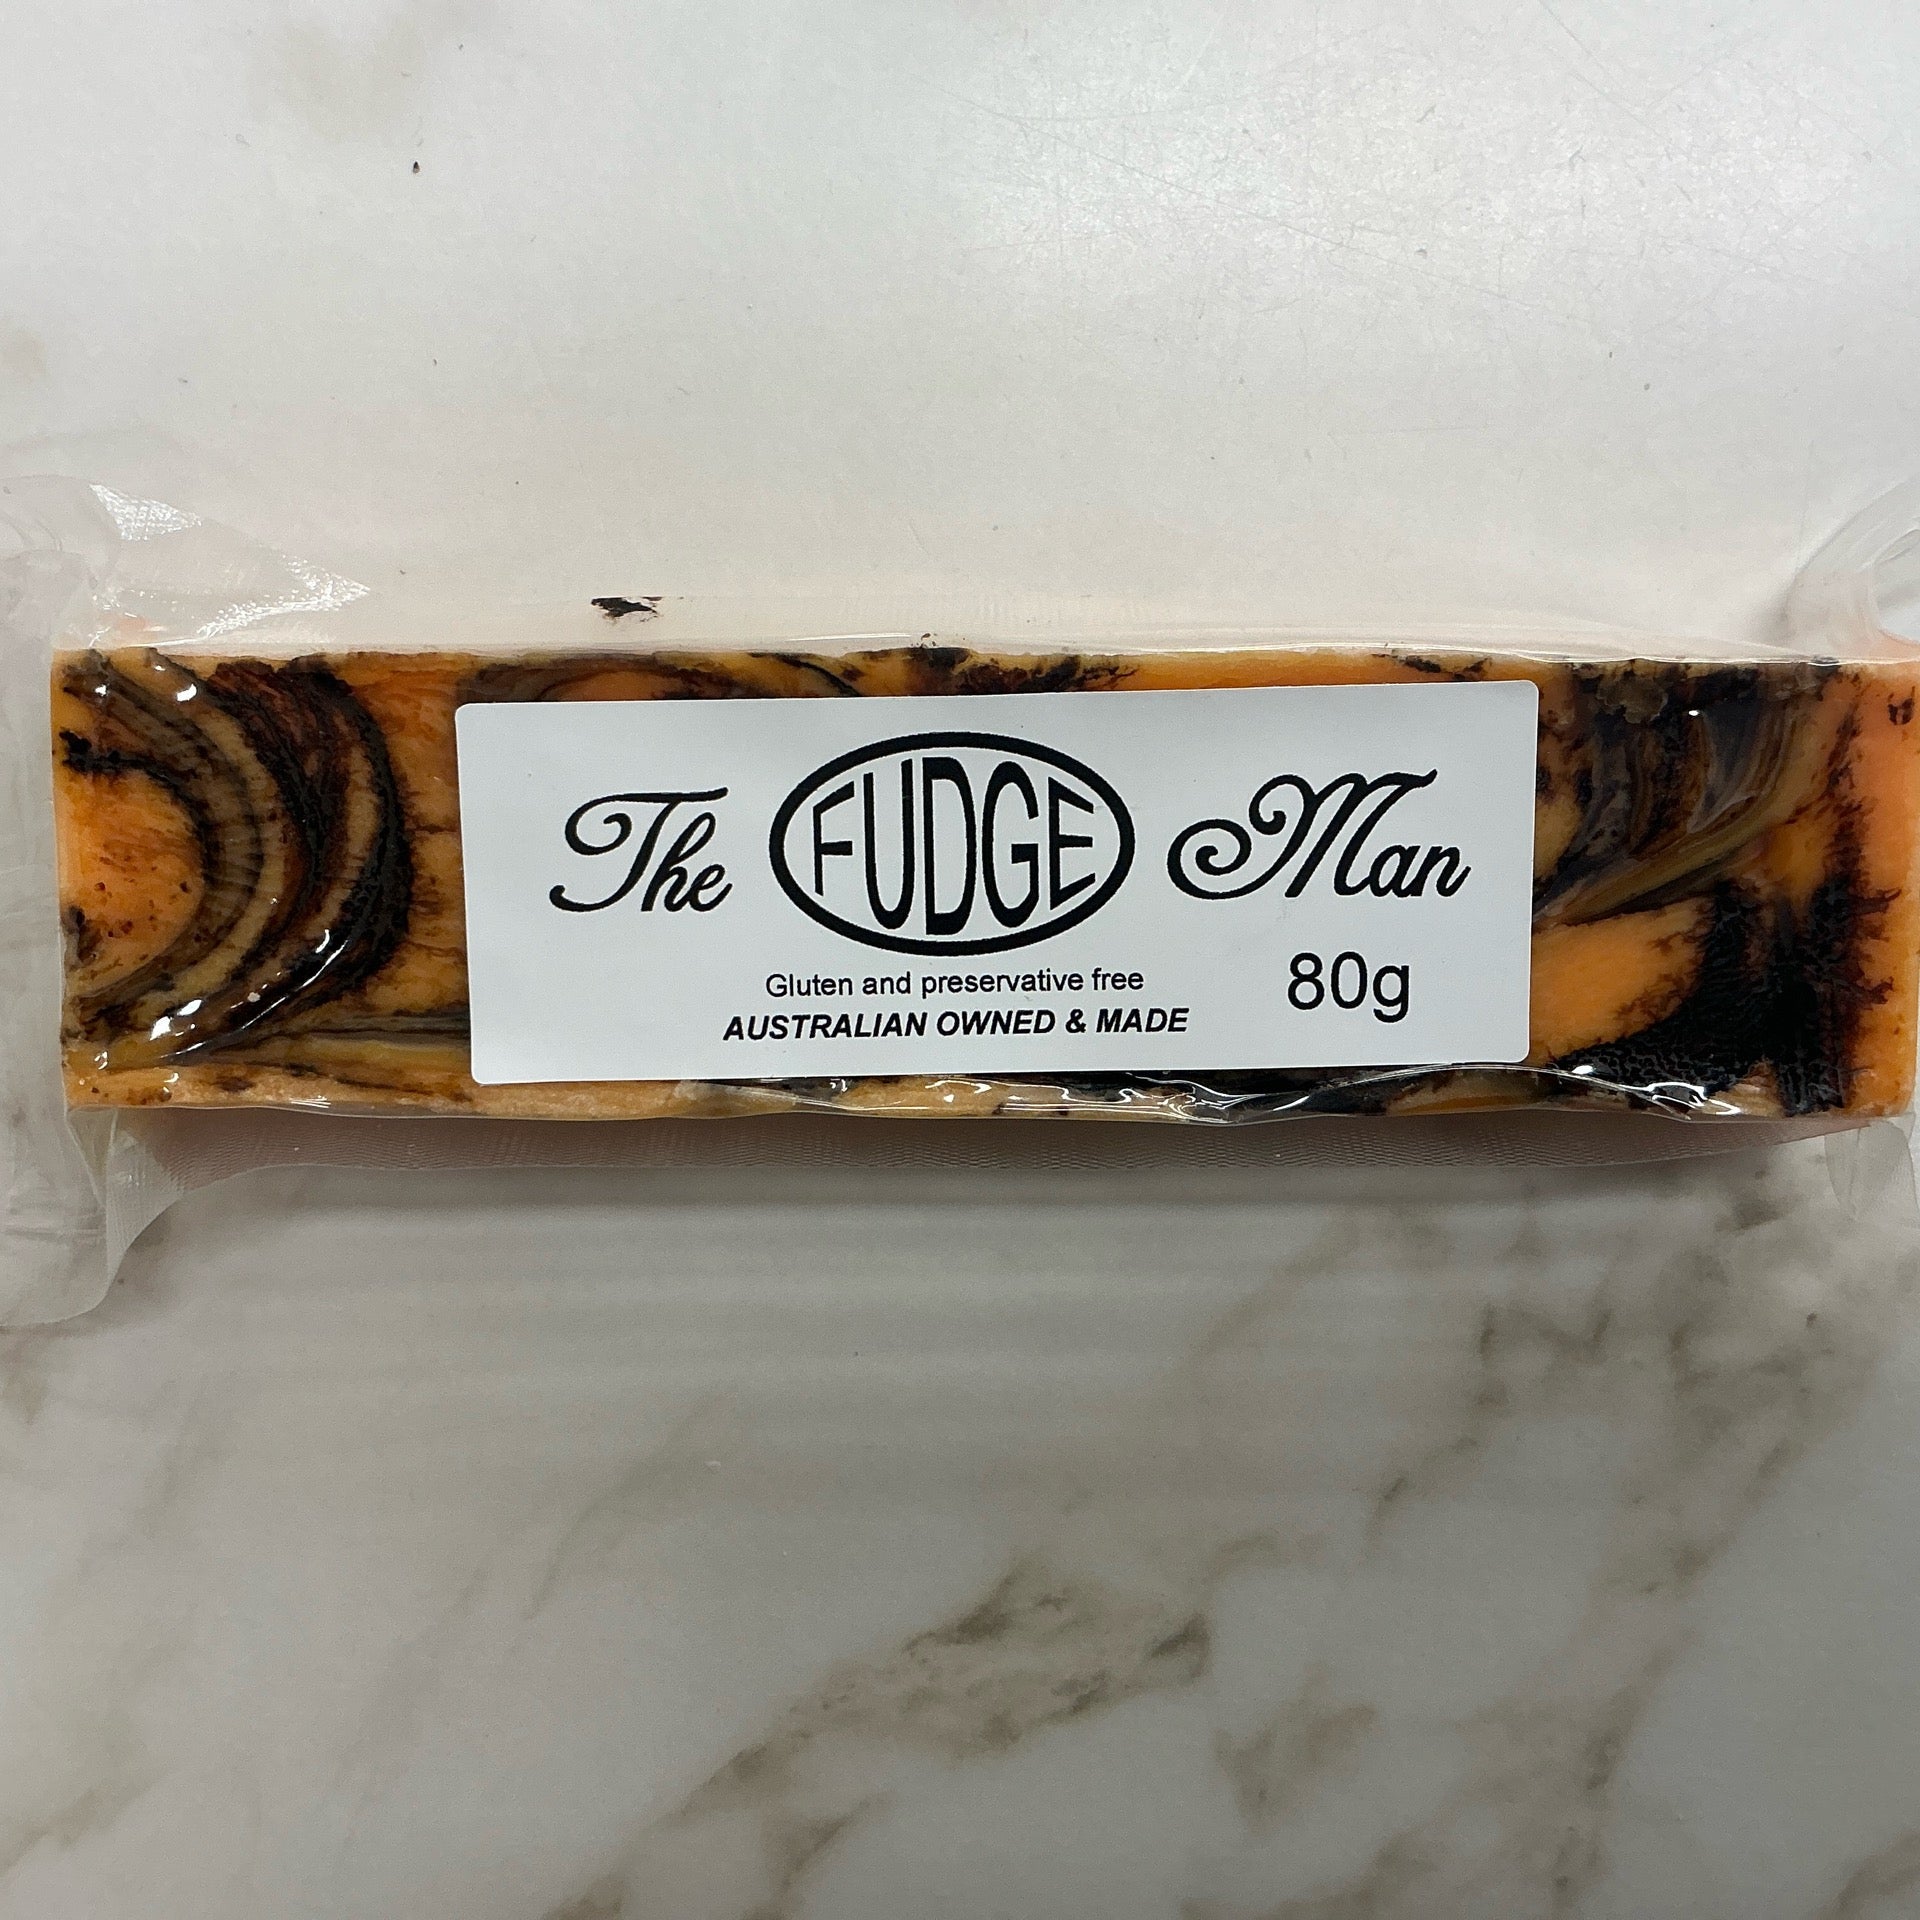 The FUDGE Man
Gluten and preservative free
80g
AUSTRALIAN OWNED & MADE